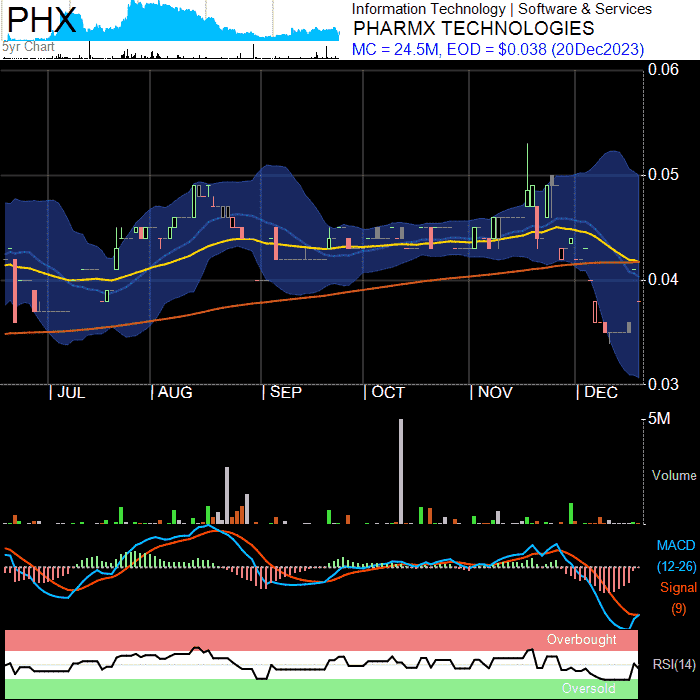 PHX
5yr Chart
Information Technology | Software & Services
PHARMX TECHNOLOGIES
MC = 24.5M, EOD = $0.038 (20Dec2023)
0.06
0.05
0.04
0.03
| JUL | AUG | SEP | OCT | NOV | DEC
5M
Volume
MACD
(12-26)
Signal
(9)
Overbought
RSI(14)
Oversold